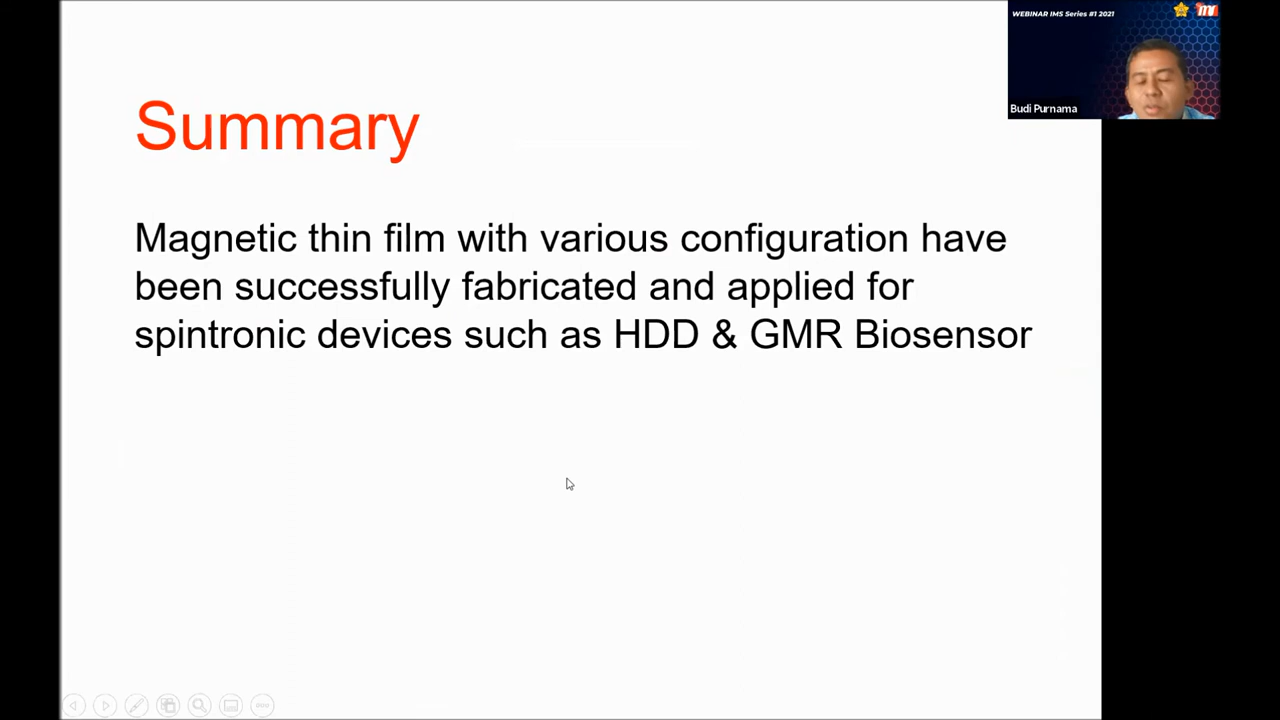 WEBINAR IMS Series #1 2021
Budi Purnama
Summary
Magnetic thin film with various configuration have
been successfully fabricated and applied for
spintronic devices such as HDD & GMR Biosensor